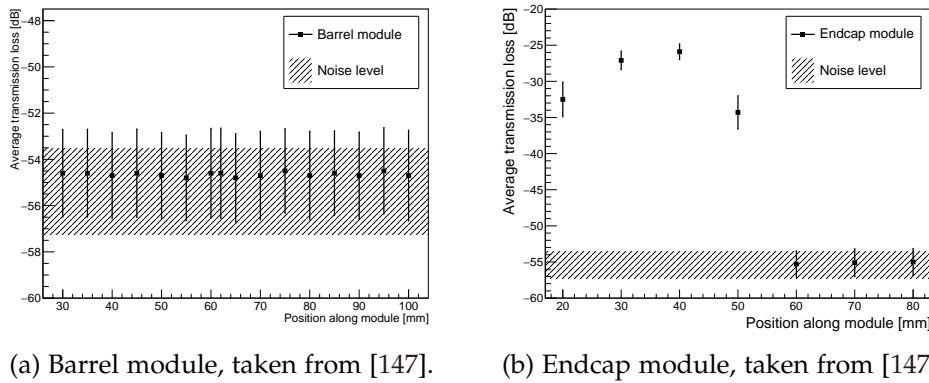 Average transmission loss [dB]
−48
−50
−52
−54
−56
−58
−60
Barrel module
Noise level
30 40 50 60 70 80 90 100
Position along module [mm]
Average transmission loss [dB]
−20
−25
−30
−35
−40
−45
−50
−55
−60
Endcap module
Noise level
20 30 40 50 60 70 80
Position along module [mm]
(a) Barrel module, taken from [147].
(b) Endcap module, taken from [147